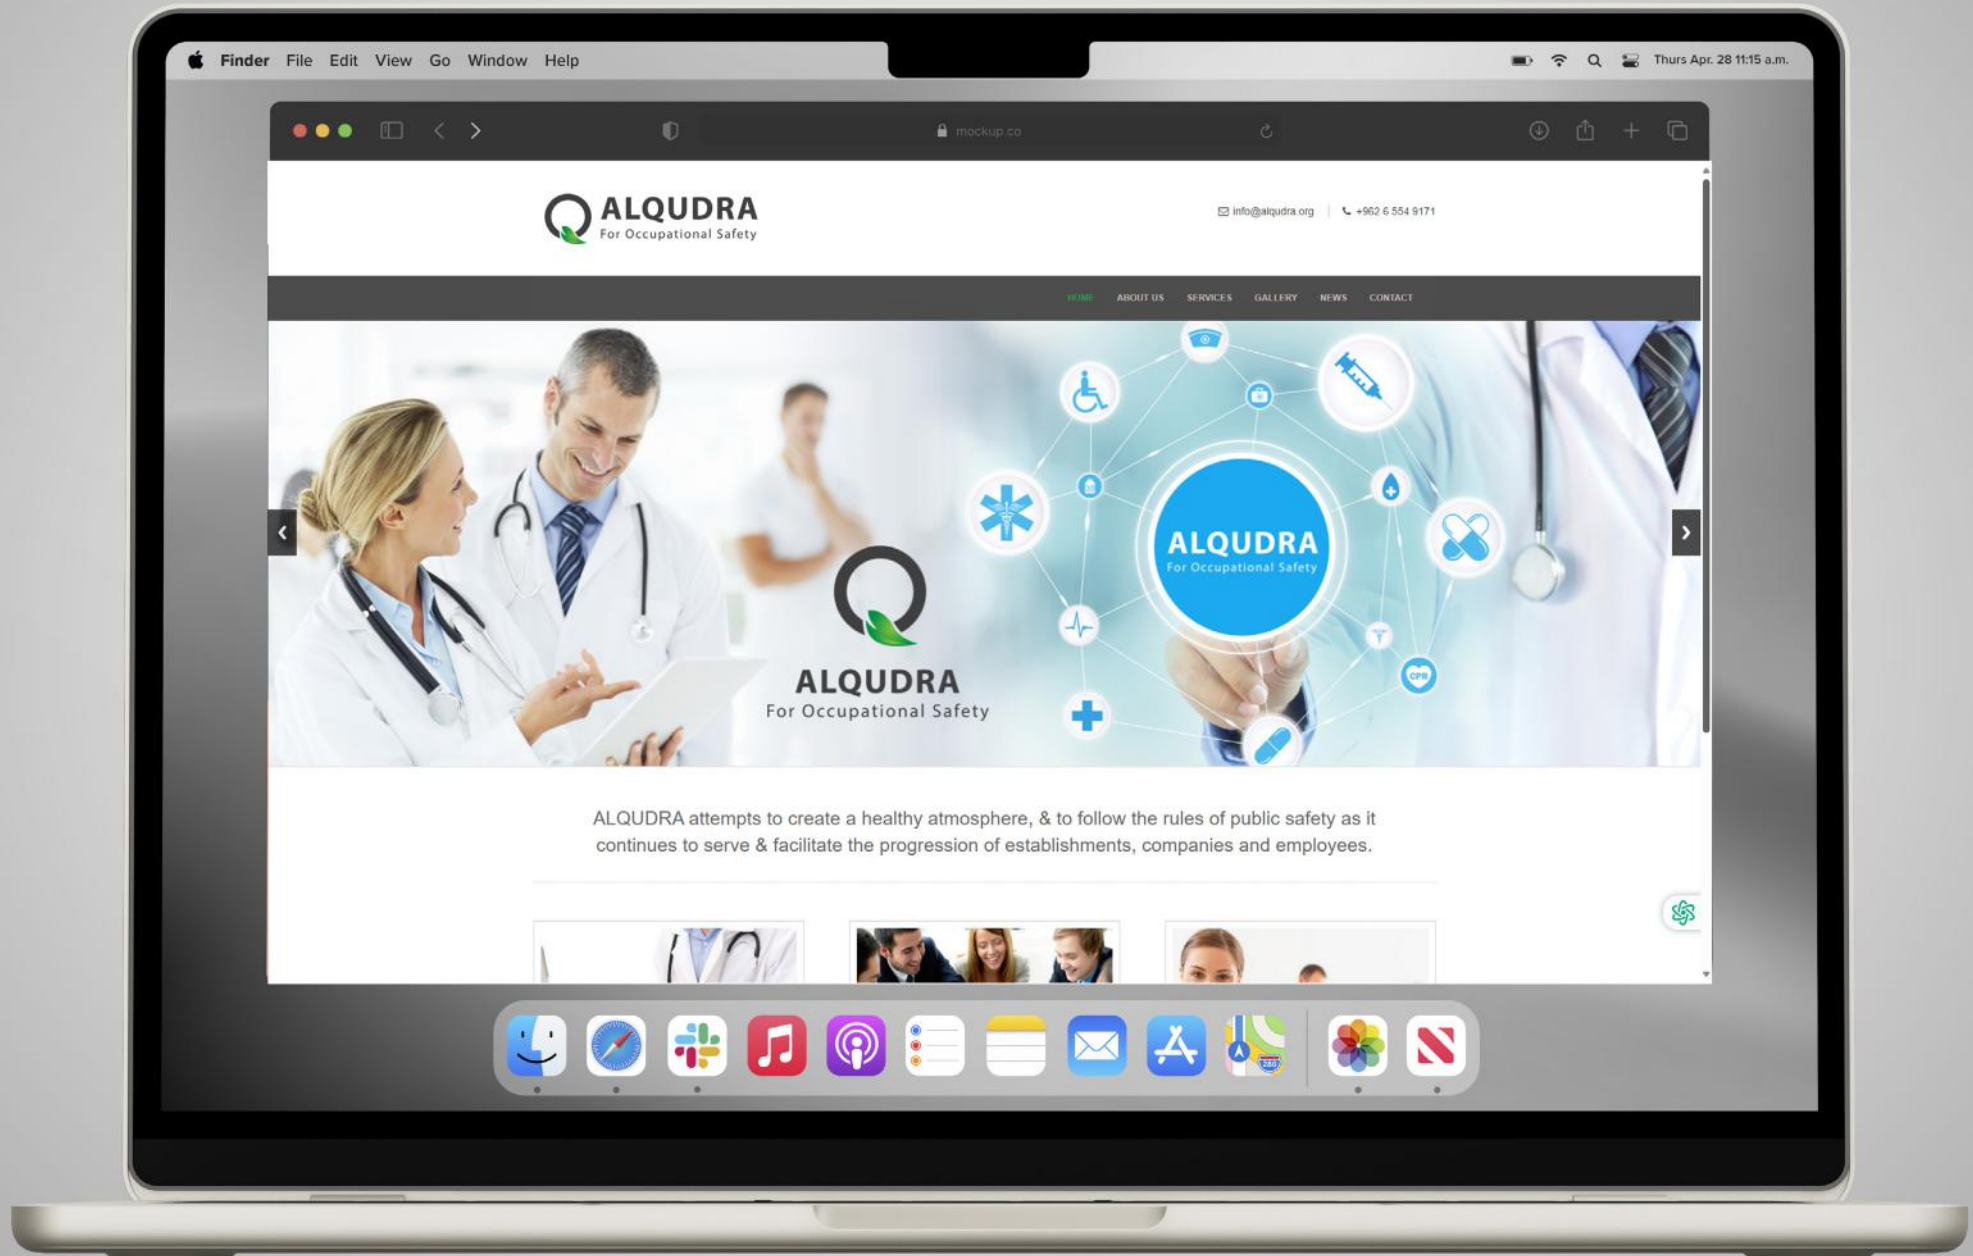 Finder File Edit View Go Window Help
Thurs Apr. 28 11:15 a.m.
mockup.co
ALQUDRA
For Occupational Safety
info@alqudra.org
+962 6 554 9171
HOME ABOUT US SERVICES GALLERY NEWS CONTACT
ALQUDRA
For Occupational Safety
CPR
ALQUDRA
For Occupational Safety
ALQUDRA attempts to create a healthy atmosphere, & to follow the rules of public safety as it
continues to serve & facilitate the progression of establishments, companies and employees.
280